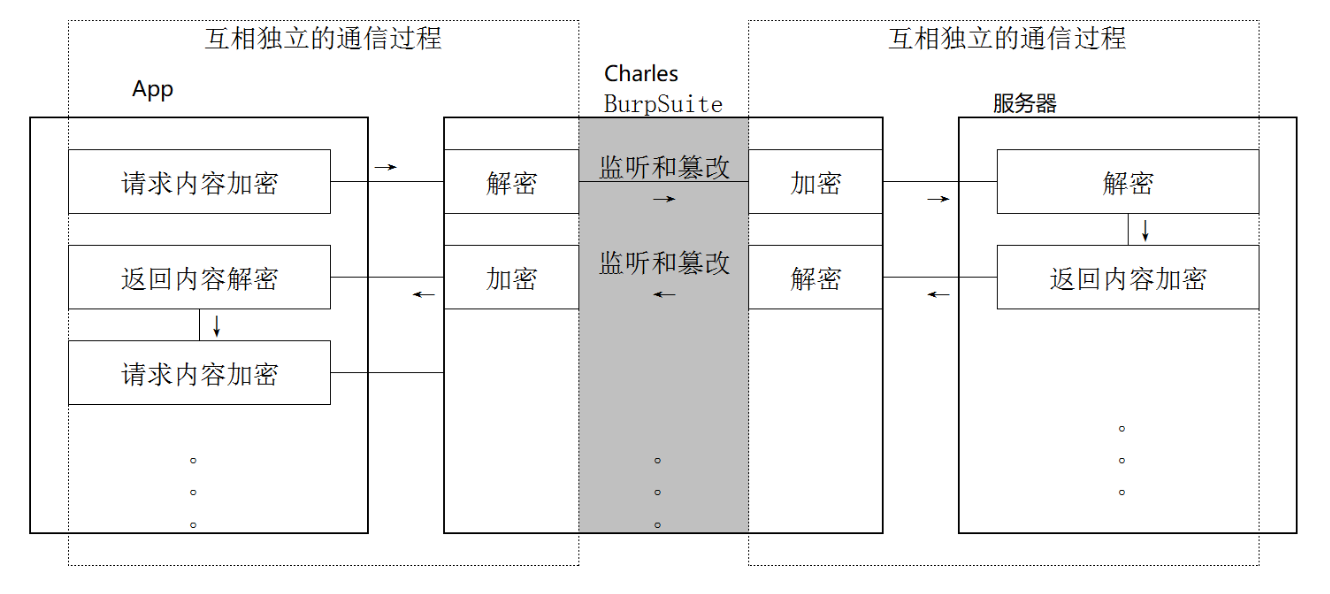 互相独立的通信过程
互相独立的通信过程
App
Charles
BurpSuite
服务器
请求内容加密
→
解密
监听和篡改
→
加密
→
解密
↓
返回内容解密
←
加密
监听和篡改
←
解密
←
返回内容加密
↓
请求内容加密
。
。
。
。
。
。
。
。
。